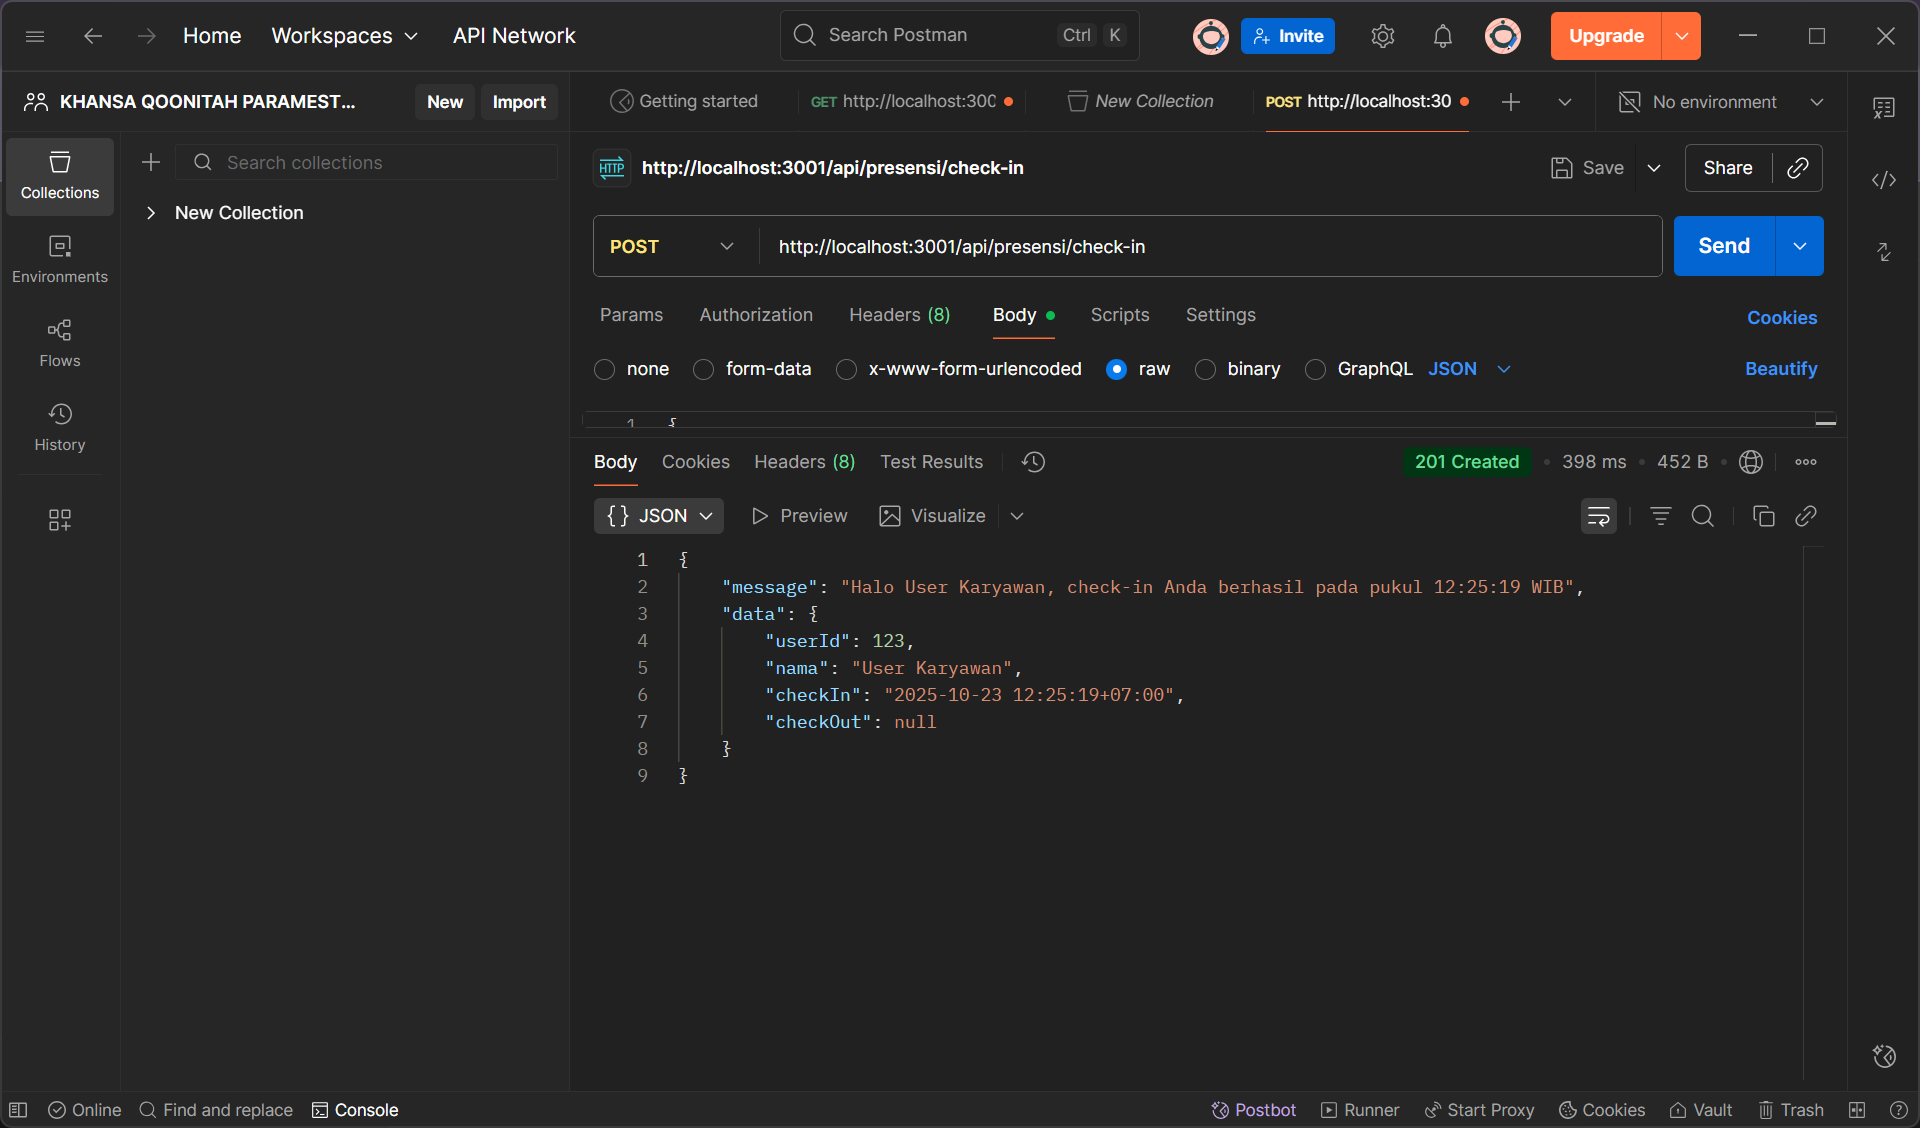 Home Workspaces API Network Search Postman Ctrl K Invite Upgrade
KHANSA QOONITAH PARAMEST... New Import Getting started GET http://localhost:300 New Collection POST http://localhost:30 No environment
Collections
Search collections
New Collection
Environments
Flows
History
HTTP http://localhost:3001/api/presensi/check-in Save Share
POST http://localhost:3001/api/presensi/check-in Send
Params Authorization Headers (8) Body Scripts Settings Cookies
none form-data x-www-form-urlencoded raw binary GraphQL JSON Beautify
1 {
Body Cookies Headers (8) Test Results 201 Created 398 ms 452 B
{ } JSON Preview Visualize
1 {
2 "message": "Halo User Karyawan, check-in Anda berhasil pada pukul 12:25:19 WIB",
3 "data": {
4 "userId": 123,
5 "nama": "User Karyawan",
6 "checkIn": "2025-10-23 12:25:19+07:00",
7 "checkOut": null
8 }
9 }
Online Find and replace Console Postbot Runner Start Proxy Cookies Vault Trash